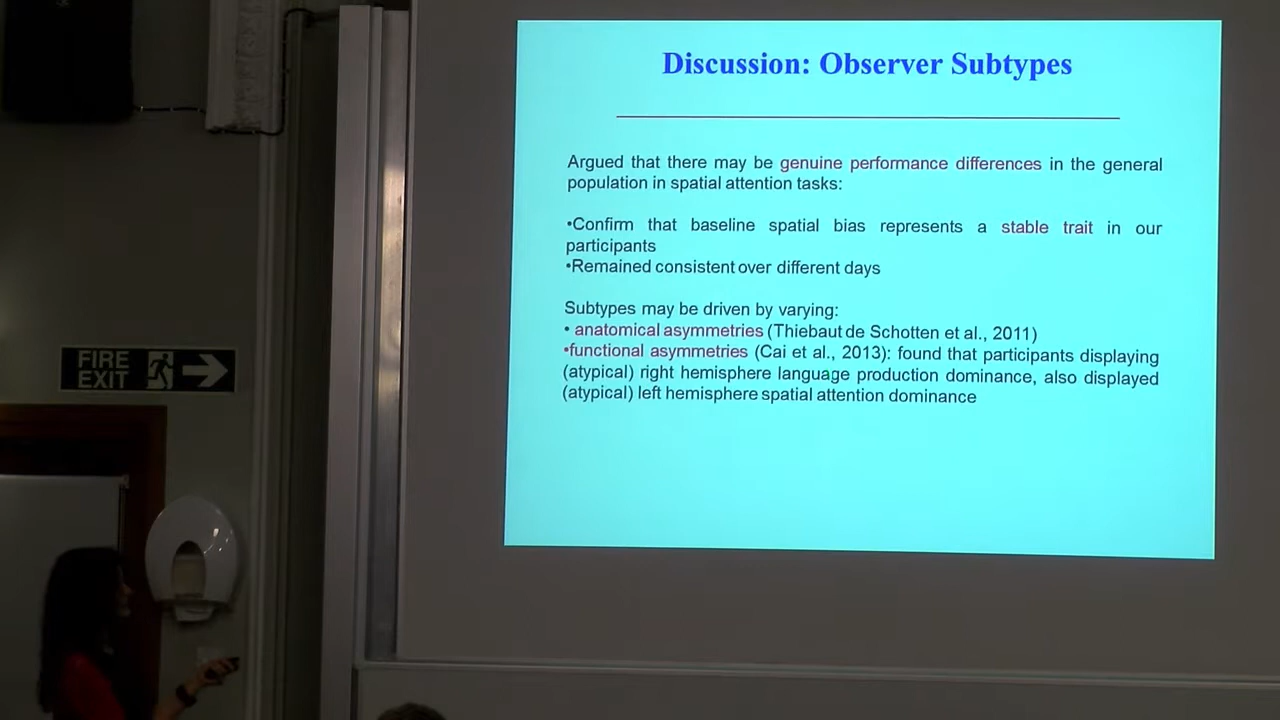 Discussion: Observer Subtypes
Argued that there may be genuine performance differences in the general
population in spatial attention tasks:
•Confirm that baseline spatial bias represents a stable trait in our
participants
•Remained consistent over different days
Subtypes may be driven by varying:
• anatomical asymmetries (Thiebaut de Schotten et al., 2011)
•functional asymmetries (Cai et al., 2013): found that participants displaying
(atypical) right hemisphere language production dominance, also displayed
(atypical) left hemisphere spatial attention dominance
FIRE
EXIT